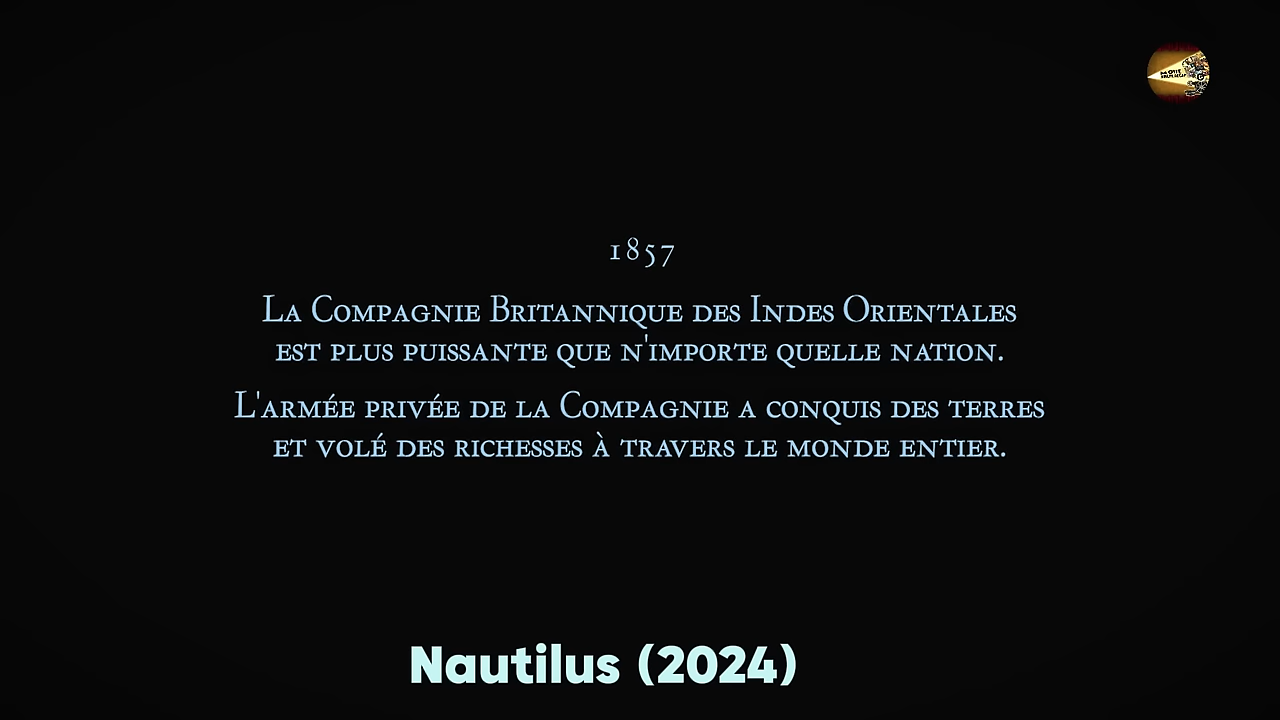 1857
La Compagnie Britannique des Indes Orientales
est plus puissante que n'importe quelle nation.
L'armée privée de la Compagnie a conquis des terres
et volé des richesses à travers le monde entier.
Nautilus (2024)